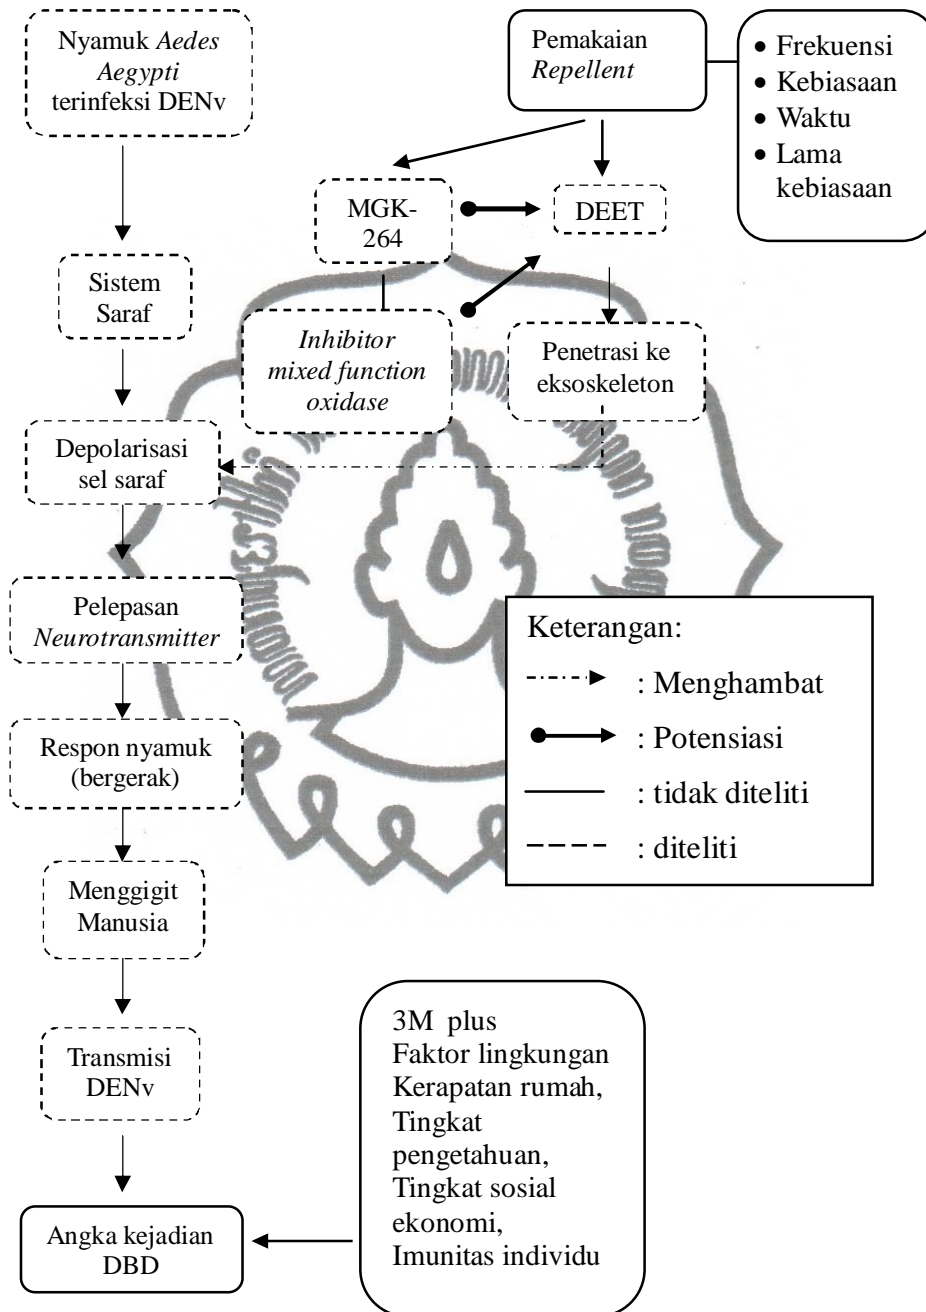 Nyamuk Aedes
Aegypti
terinfeksi DENv
Pemakaian
Repellent
• Frekuensi
• Kebiasaan
• Waktu
• Lama
kebiasaan
MGK-
264
DEET
Sistem
Saraf
Inhibitor
mixed function
oxidase
Penetrasi ke
eksoskeleton
Depolarisasi
sel saraf
Pelepasan
Neurotransmitter
Respon nyamuk
(bergerak)
Menggigit
Manusia
Transmisi
DENv
Angka kejadian
DBD
Keterangan:
: Menghambat
: Potensiasi
: tidak diteliti
: diteliti
3M plus
Faktor lingkungan
Kerapatan rumah,
Tingkat
pengetahuan,
Tingkat sosial
ekonomi,
Imunitas individu